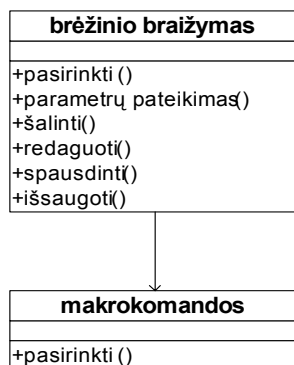 brėžinio braižymas
+pasirinkti ()
+parametrų pateikimas()
+šalinti()
+redaguoti()
+spausdinti()
+išsaugoti()
makrokomandos
+pasirinkti ()